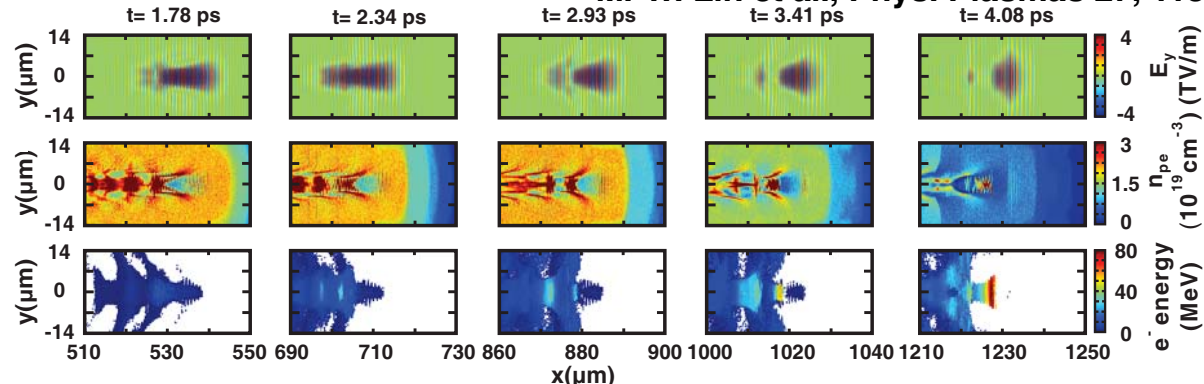 t= 1.78 ps t= 2.34 ps t= 2.93 ps t= 3.41 ps t= 4.08 ps
14 0 -14 y(μm) 4 0 -4 E_y (TV/m)
14 0 -14 y(μm) 3 1.5 0 n_pe (10^19 cm^-3)
14 0 -14 y(μm) 80 40 0 e^- energy (MeV)
510 530 550 690 710 730 860 880 900 1000 1020 1040 1210 1230 1250
x(μm)